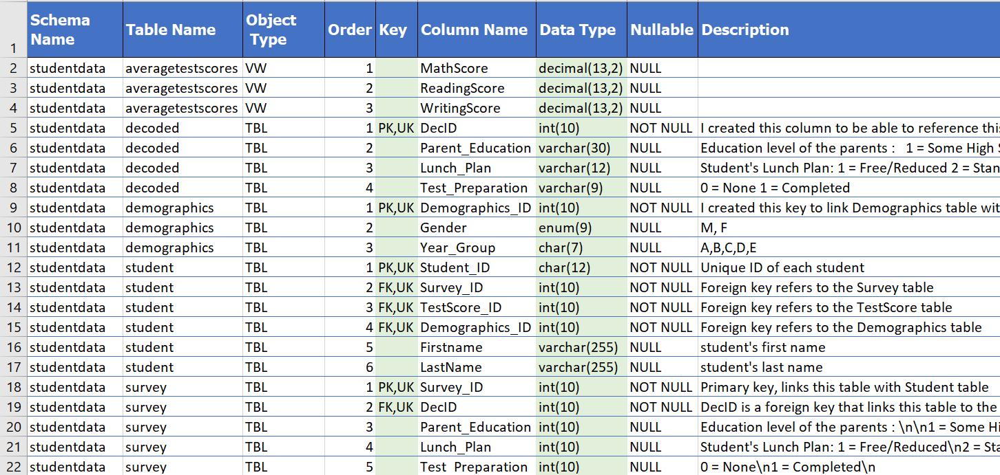 1 Schema Name Table Name Object Type Order Key Column Name Data Type Nullable Description
2 studentdata averagetestscores VW 1 MathScore decimal(13,2) NULL
3 studentdata averagetestscores VW 2 ReadingScore decimal(13,2) NULL
4 studentdata averagetestscores VW 3 WritingScore decimal(13,2) NULL
5 studentdata decoded TBL 1 PK,UK DecID int(10) NOT NULL I created this column to be able to reference this
6 studentdata decoded TBL 2 Parent_Education varchar(30) NULL Education level of the parents : 1 = Some High S
7 studentdata decoded TBL 3 Lunch_Plan varchar(12) NULL Student's Lunch Plan: 1 = Free/Reduced 2 = Stan
8 studentdata decoded TBL 4 Test_Preparation varchar(9) NULL 0 = None 1 = Completed
9 studentdata demographics TBL 1 PK,UK Demographics_ID int(10) NOT NULL I created this key to link Demographics table wit
10 studentdata demographics TBL 2 Gender enum(9) NULL M, F
11 studentdata demographics TBL 3 Year_Group char(7) NULL A,B,C,D,E
12 studentdata student TBL 1 PK,UK Student_ID char(12) NOT NULL Unique ID of each student
13 studentdata student TBL 2 FK,UK Survey_ID int(10) NOT NULL Foreign key refers to the Survey table
14 studentdata student TBL 3 FK,UK TestScore_ID int(10) NOT NULL Foreign key refers to the TestScore table
15 studentdata student TBL 4 FK,UK Demographics_ID int(10) NOT NULL Foreign key refers to the Demographics table
16 studentdata student TBL 5 Firstname varchar(255) NULL student's first name
17 studentdata student TBL 6 LastName varchar(255) NULL student's last name
18 studentdata survey TBL 1 PK,UK Survey_ID int(10) NOT NULL Primary key, links this table with Student table
19 studentdata survey TBL 2 FK,UK DecID int(10) NOT NULL DecID is a foreign key that links this table to the
20 studentdata survey TBL 3 Parent_Education int(10) NULL Education level of the parents : \n\n1 = Some Hi
21 studentdata survey TBL 4 Lunch_Plan int(10) NULL Student's Lunch Plan: 1 = Free/Reduced\n2 = Sta
22 studentdata survey TBL 5 Test_Preparation int(10) NULL 0 = None\n1 = Completed\n